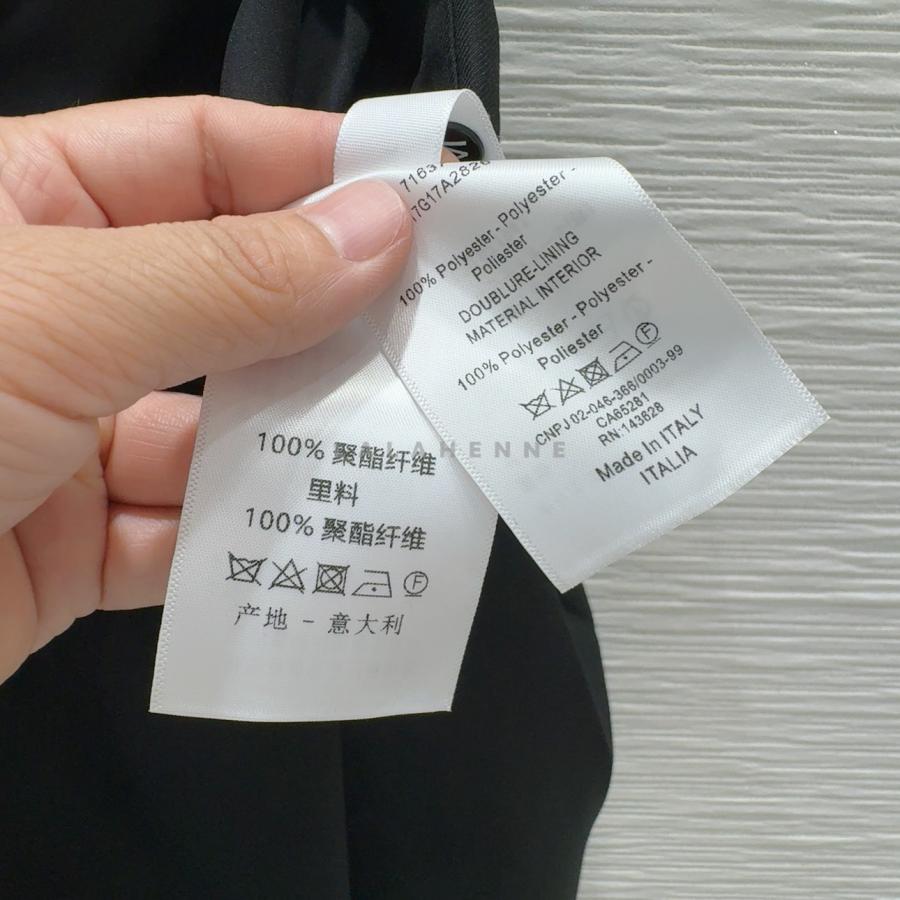 100% Polyester - Polyester -
Poliester
DOUBLURE-LINING
MATERIAL INTERIOR
100% Polyester - Polyester -
Poliester
F
CNPJ 02-046-366/0003-99
CA65281
RN:143628
Made In ITALY
ITALIA
100% 聚酯纤维
里料
100% 聚酯纤维
F
产地 - 意大利